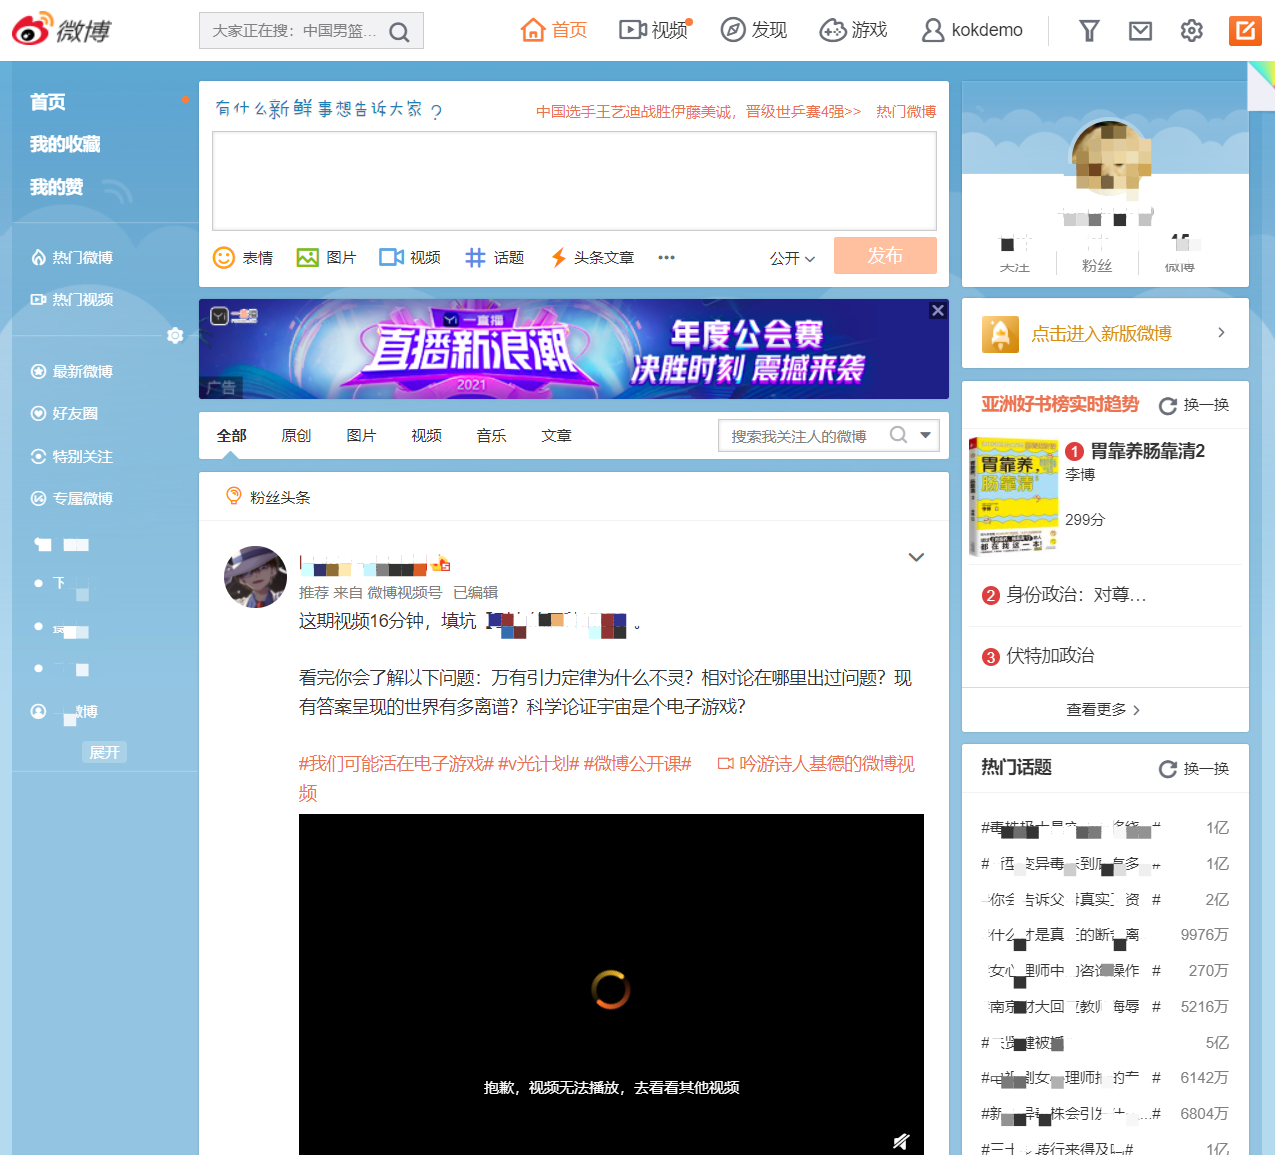 微博
大家正在搜：中国男篮...
首页
视频
发现
游戏
kokdemo
首页
我的收藏
我的赞
热门微博
热门视频
最新微博
好友圈
特别关注
专属微博
下
微博
展开
有什么新鲜事想告诉大家？
中国选手王艺迪战胜伊藤美诚，晋级世乒赛4强>>
热门微博
表情
图片
视频
话题
头条文章
公开
发布
一直播
直播新浪潮
2021
年度公会赛
决胜时刻 震撼来袭
广告
全部
原创
图片
视频
音乐
文章
搜索我关注人的微博
粉丝头条
推荐 来自 微博视频号 已编辑
这期视频16分钟，填坑
看完你会了解以下问题：万有引力定律为什么不灵？相对论在哪里出过问题？现
有答案呈现的世界有多离谱？科学论证宇宙是个电子游戏？
#我们可能活在电子游戏# #v光计划# #微博公开课# 吟游诗人基德的微博视
频
抱歉，视频无法播放，去看看其他视频
关注
粉丝
微博
点击进入新版微博
亚洲好书榜实时趋势
换一换
胃靠养，
肠靠清
都在找这一本！
1 胃靠养肠靠清2
李博
299分
2 身份政治：对尊...
3 伏特加政治
查看更多
热门话题
换一换
1亿
1亿
2亿
9976万
270万
5216万
5亿
6142万
6804万
1亿